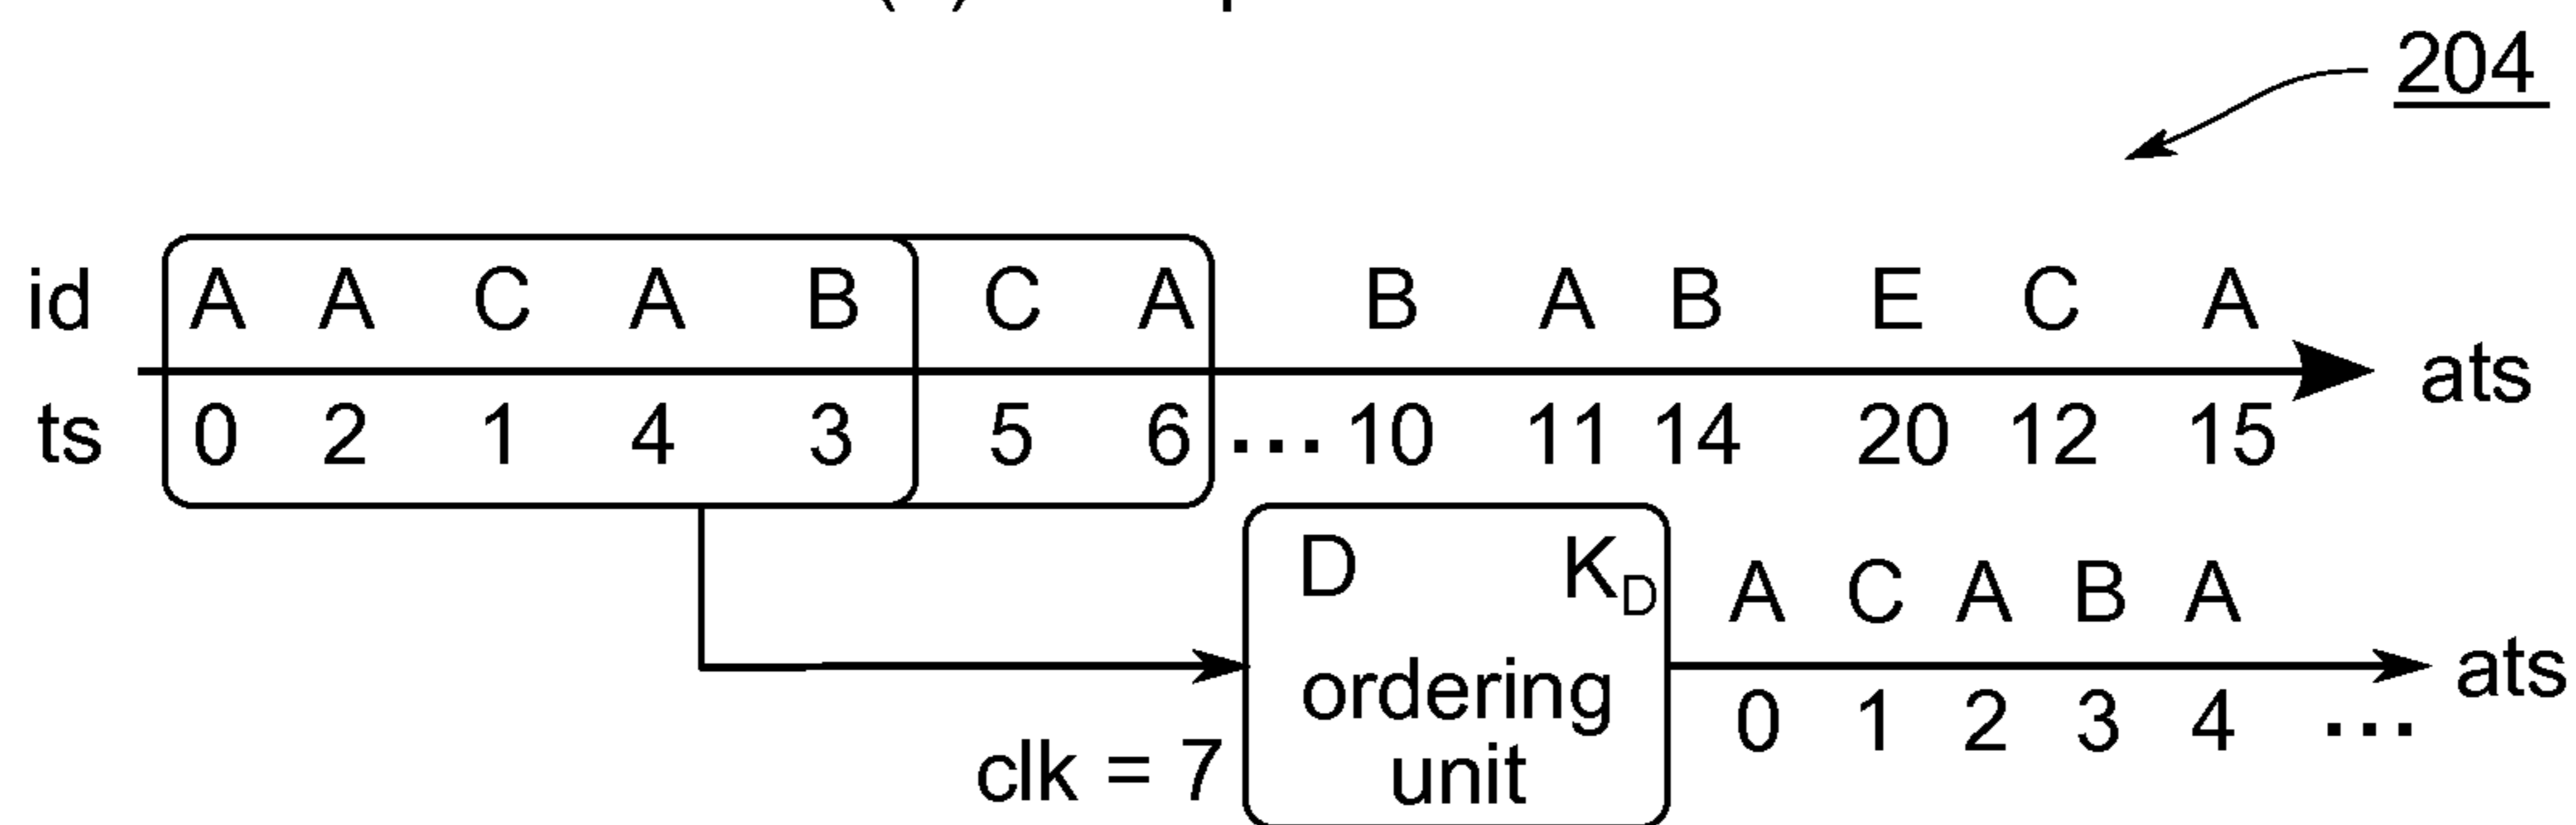 204
id A A C A B C A B A B E C A
ats
ts 0 2 1 4 3 5 6 ... 10 11 14 20 12 15
D K_D A C A B A
ordering ats
0 1 2 3 4 ...
clk = 7 unit